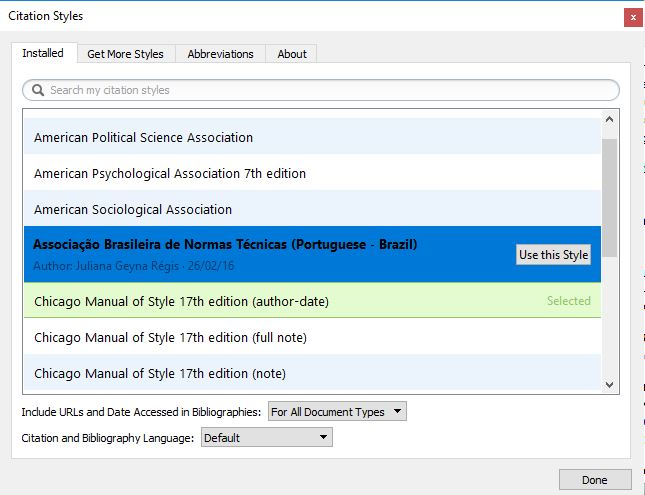 Citation Styles
x
Installed
Get More Styles
Abbreviations
About
Search my citation styles
American Political Science Association
American Psychological Association 7th edition
American Sociological Association
Associação Brasileira de Normas Técnicas (Portuguese - Brazil)
Author: Juliana Geyna Régis · 26/02/16
Use this Style
Chicago Manual of Style 17th edition (author-date)
Selected
Chicago Manual of Style 17th edition (full note)
Chicago Manual of Style 17th edition (note)
Include URLs and Date Accessed in Bibliographies: For All Document Types
Citation and Bibliography Language: Default
Done